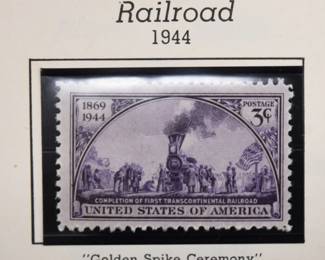 Railroad
1944
1869
1944
POSTAGE
3¢
COMPLETION OF FIRST TRANSCONTINENTAL RAILROAD
UNITED STATES OF AMERICA
"Golden Spike Ceremony"